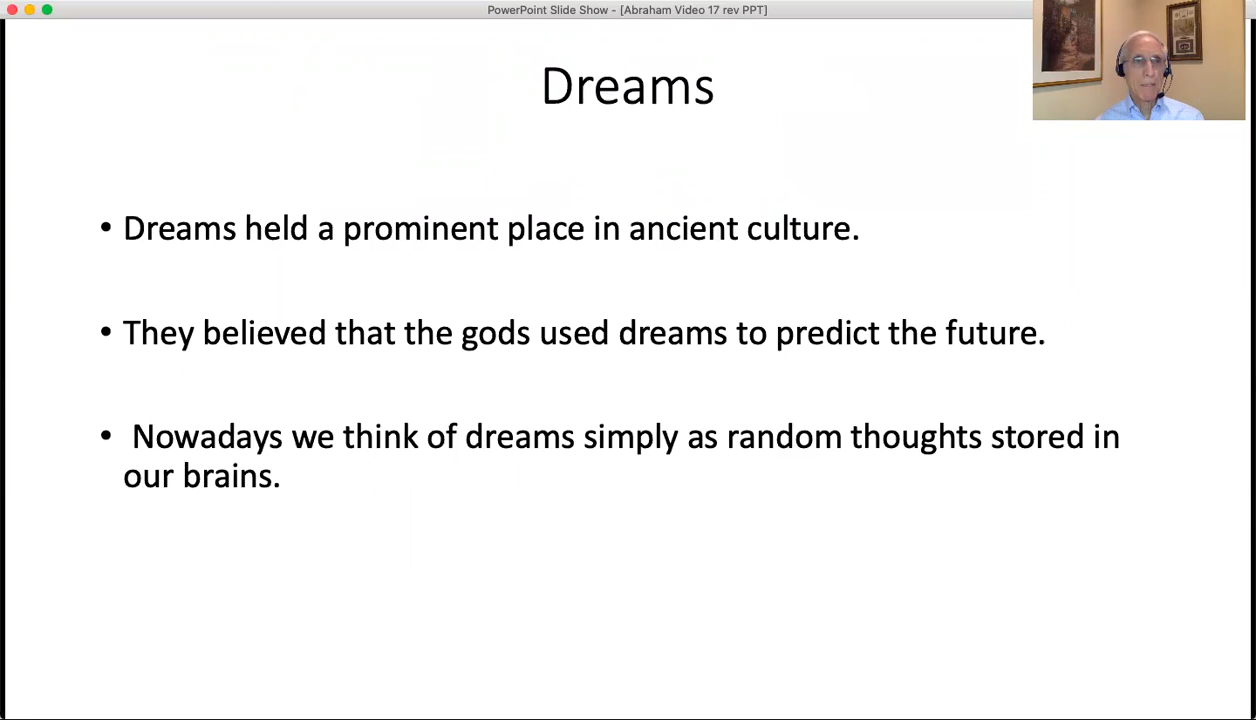 PowerPoint Slide Show - [Abraham Video 17 rev PPT]
Dreams
• Dreams held a prominent place in ancient culture.
• They believed that the gods used dreams to predict the future.
• Nowadays we think of dreams simply as random thoughts stored in
our brains.